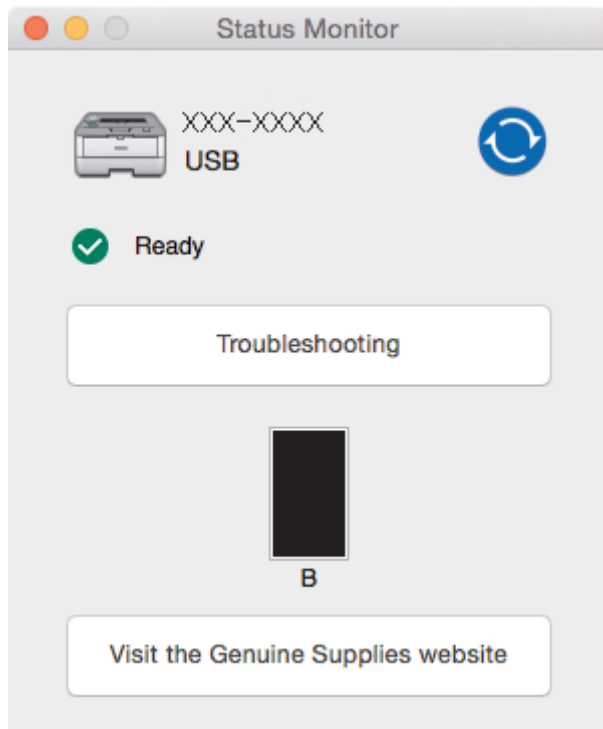 Status Monitor
XXX-XXXX
USB
Ready
Troubleshooting
B
Visit the Genuine Supplies website